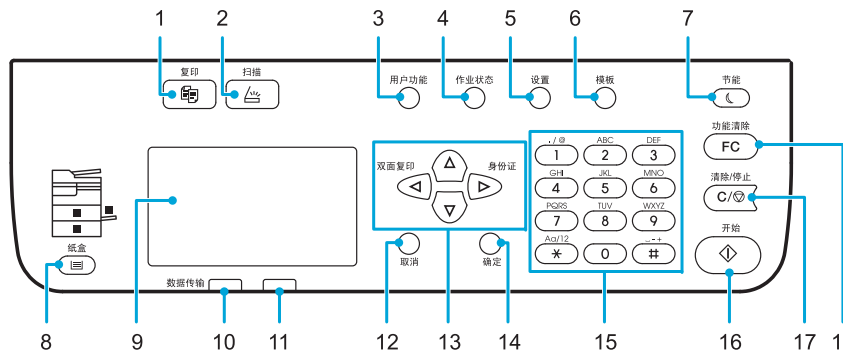 1 2 3 4 5 6 7
复印 扫描 用户功能 作业状态 设置 模板 节能
功能清除
FC
./@ ABC DEF
1 2 3
双面复印 身份证
GHI JKL MNO
4 5 6
清除/停止
C/
PQRS TUV WXYZ
7 8 9
开始
Aa/12 _-+
* 0 #
纸盒
取消 确定
数据传输
8 9 10 11 12 13 14 15 16 17 1